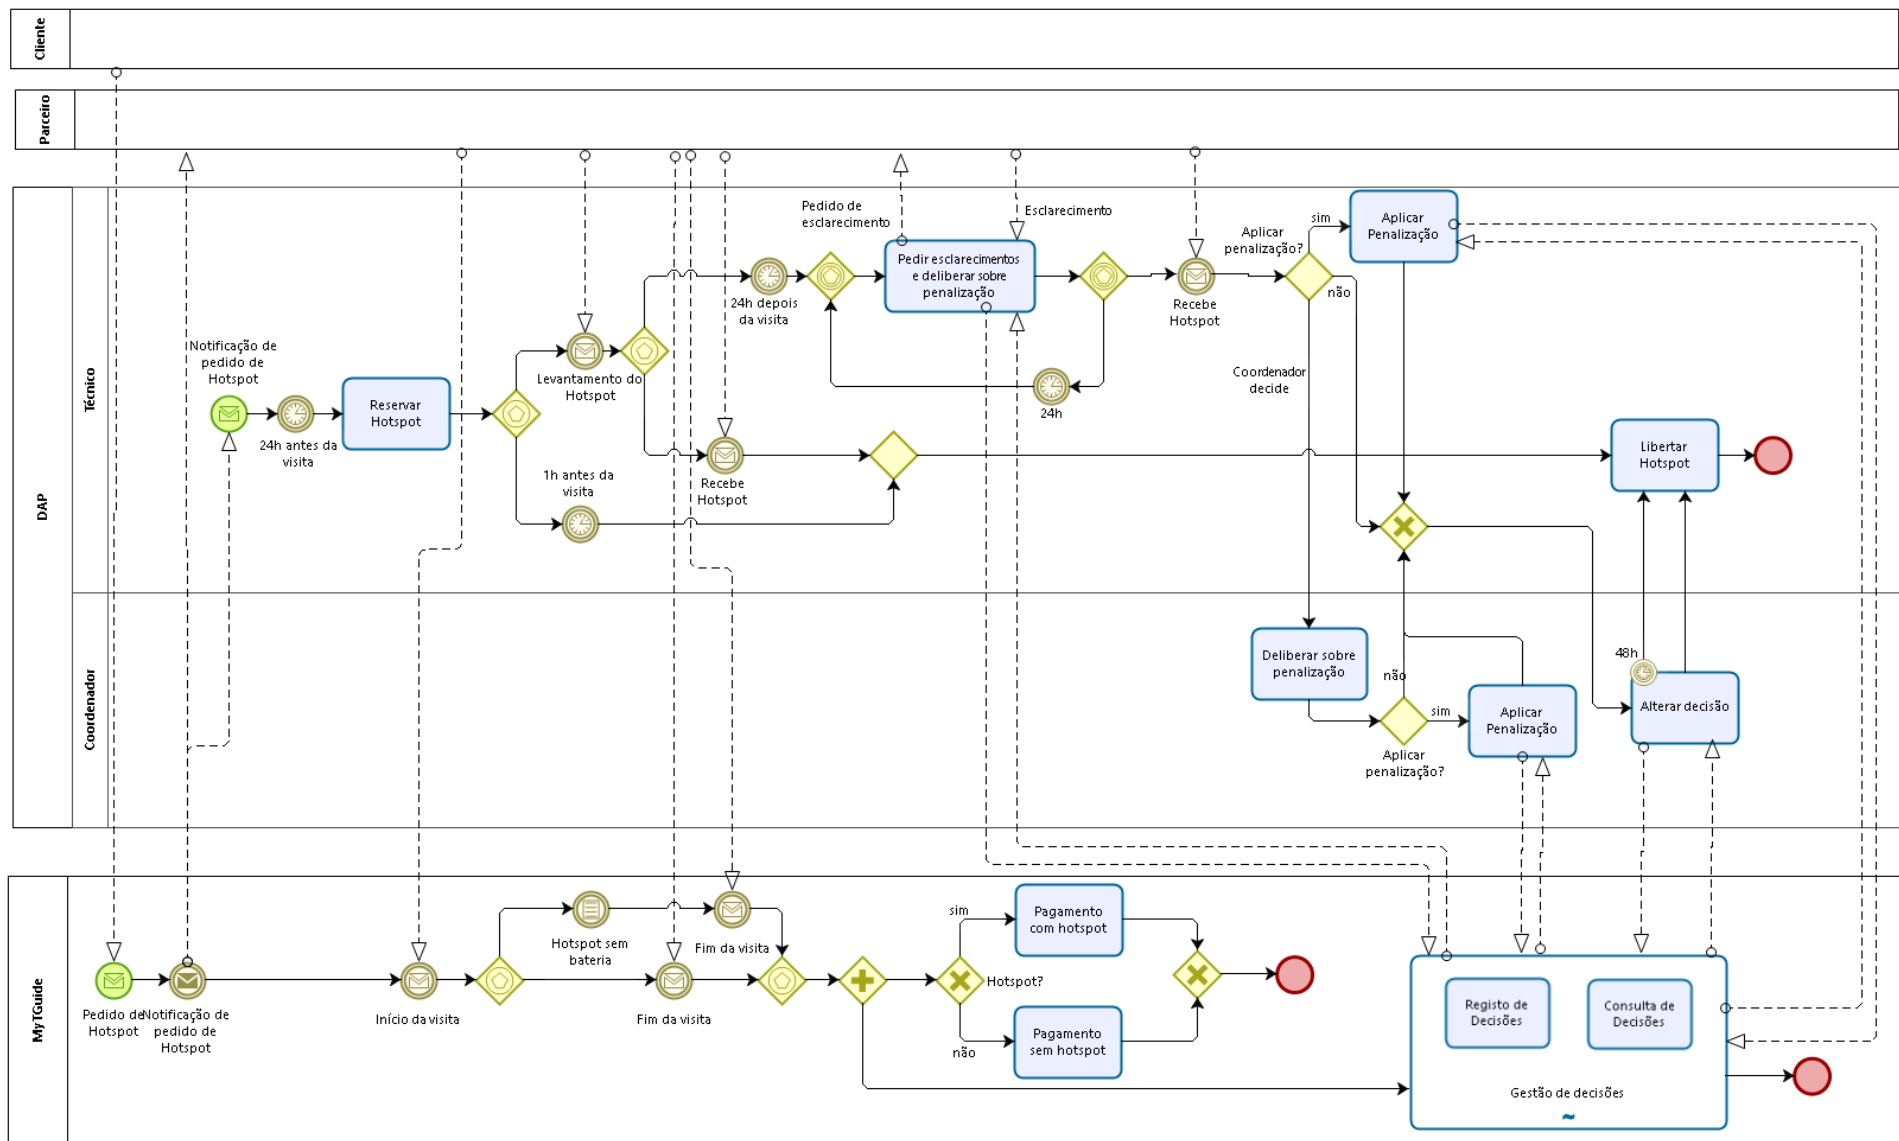 Cliente
Parceiro
DAP
Técnico
Notificação de
pedido de
Hotspot
24h antes da
visita
Reservar
Hotspot
Levantamento do
Hotspot
1h antes da
visita
24h depois
da visita
Recebe
Hotspot
Pedido de
esclarecimento
Pedir esclarecimentos
e deliberar sobre
penalização
Esclarecimento
24h
Recebe
Hotspot
Aplicar
penalização?
sim
não
Coordenador
decide
Aplicar
Penalização
Libertar
Hotspot
Coordenador
Deliberar sobre
penalização
não
sim
Aplicar
penalização?
Aplicar
Penalização
48h
Alterar decisão
MyTGuide
Pedido de
Hotspot
Notificação de
pedido de
Hotspot
Início da visita
Hotspot sem
bateria
Fim da visita
Fim da visita
sim
Hotspot?
não
Pagamento
com hotspot
Pagamento
sem hotspot
Registo de
Decisões
Consulta de
Decisões
Gestão de decisões